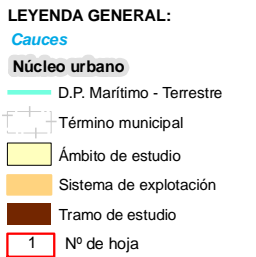 LEYENDA GENERAL:
Cauces
Núcleo urbano
D.P. Marítimo - Terrestre
Término municipal
Ámbito de estudio
Sistema de explotación
Tramo de estudio
1 Nº de hoja